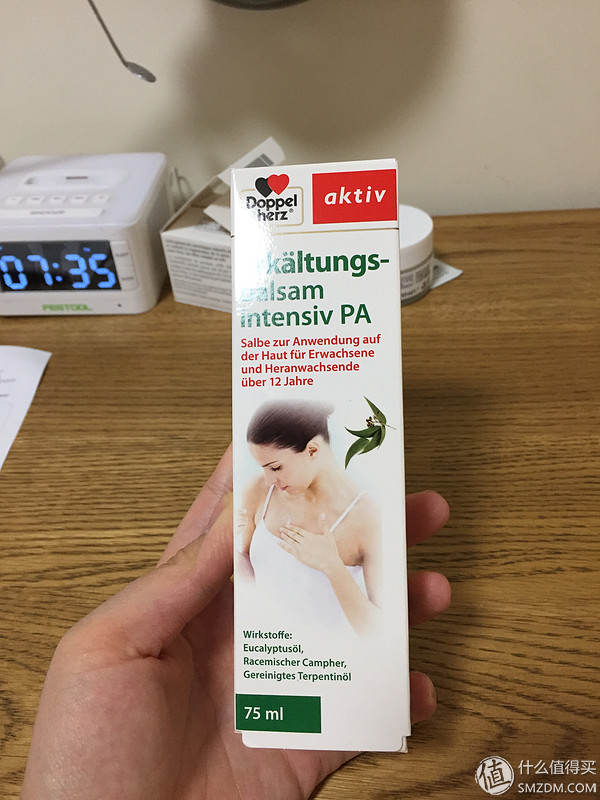 Doppel
herz®
aktiv
kältungs-
balsam
intensiv PA
Salbe zur Anwendung auf
der Haut für Erwachsene
und Heranwachsende
über 12 Jahre
Wirkstoffe:
Eucalyptusöl,
Racemischer Campher,
Gereinigtes Terpentinöl
75 ml
07:35
FESTOOL
值 什么值得买
SMZDM.COM